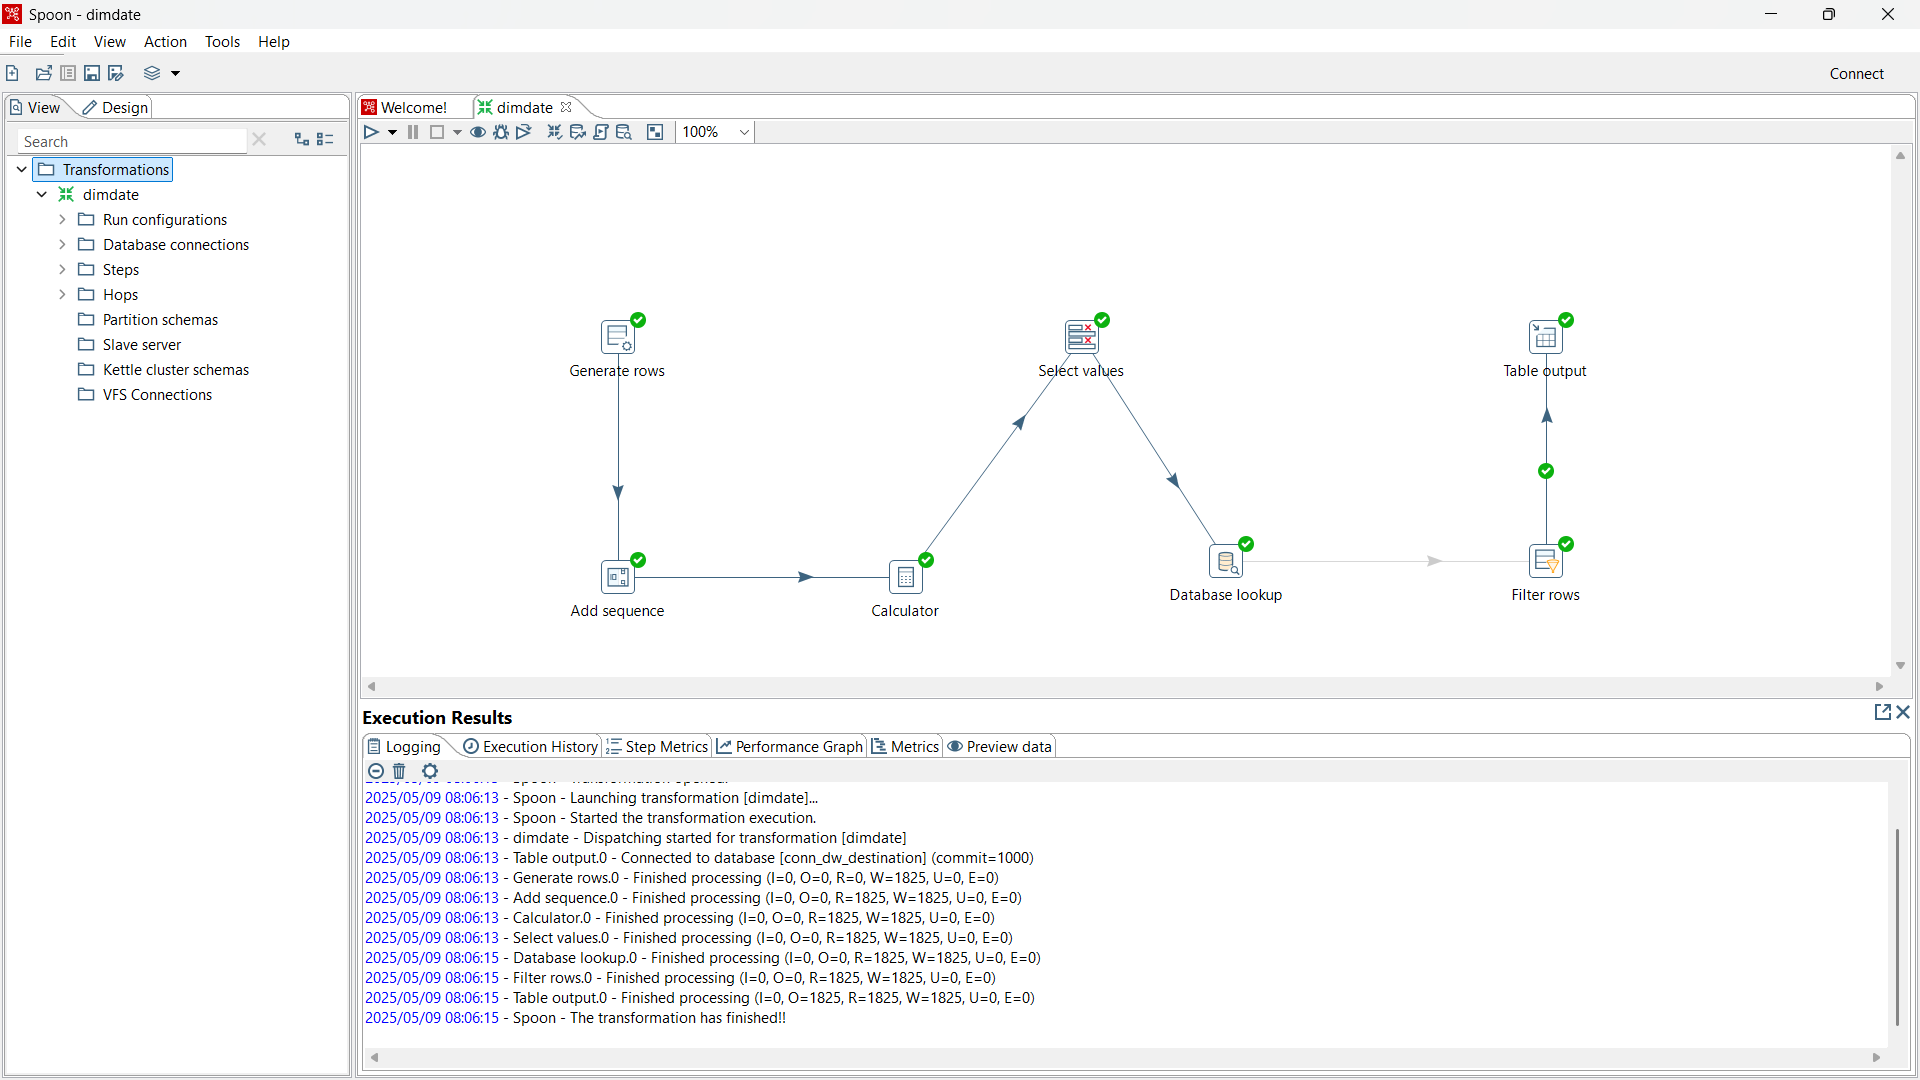 Spoon - dimdate
File Edit View Action Tools Help
Connect
View Design
Search
Transformations
dimdate
Run configurations
Database connections
Steps
Hops
Partition schemas
Slave server
Kettle cluster schemas
VFS Connections
Welcome! dimdate
100%
Generate rows
Select values
Table output
Add sequence
Calculator
Database lookup
Filter rows
Execution Results
Logging Execution History Step Metrics Performance Graph Metrics Preview data
2025/05/09 08:06:13 - Spoon - Launching transformation [dimdate]...
2025/05/09 08:06:13 - Spoon - Started the transformation execution.
2025/05/09 08:06:13 - dimdate - Dispatching started for transformation [dimdate]
2025/05/09 08:06:13 - Table output.0 - Connected to database [conn_dw_destination] (commit=1000)
2025/05/09 08:06:13 - Generate rows.0 - Finished processing (I=0, O=0, R=0, W=1825, U=0, E=0)
2025/05/09 08:06:13 - Add sequence.0 - Finished processing (I=0, O=0, R=1825, W=1825, U=0, E=0)
2025/05/09 08:06:13 - Calculator.0 - Finished processing (I=0, O=0, R=1825, W=1825, U=0, E=0)
2025/05/09 08:06:13 - Select values.0 - Finished processing (I=0, O=0, R=1825, W=1825, U=0, E=0)
2025/05/09 08:06:15 - Database lookup.0 - Finished processing (I=0, O=0, R=1825, W=1825, U=0, E=0)
2025/05/09 08:06:15 - Filter rows.0 - Finished processing (I=0, O=0, R=1825, W=1825, U=0, E=0)
2025/05/09 08:06:15 - Table output.0 - Finished processing (I=0, O=1825, R=1825, W=1825, U=0, E=0)
2025/05/09 08:06:15 - Spoon - The transformation has finished!!